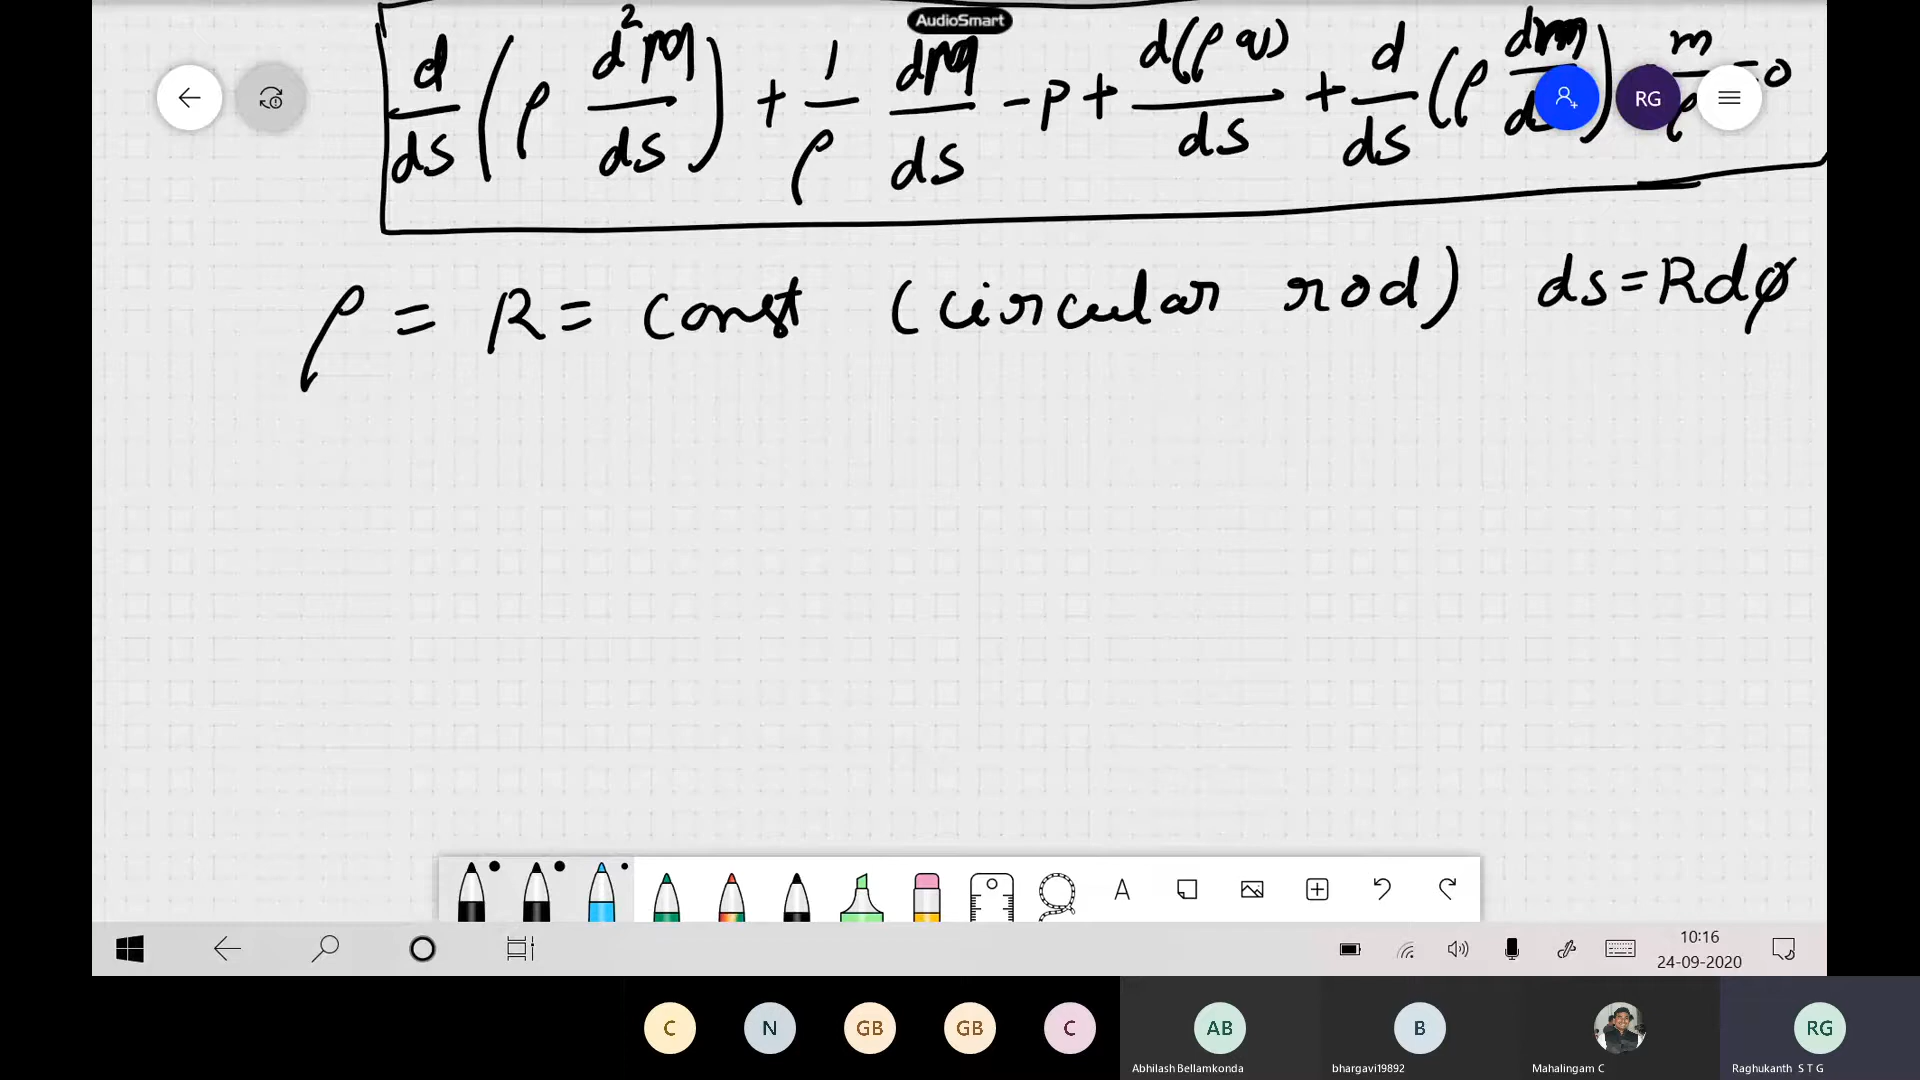 AudioSmart
d/ds (ρ d²M/ds) + 1/ρ dM/ds - p + d(ρq)/ds + d/ds (ρ dm/d) m/ρ = 0
RG
ρ = R = const (circular rod) ds = Rdφ
A
10:16
24-09-2020
C N GB GB C AB B RG
Abhilash Bellamkonda bhargavi19892 Mahalingam C Raghukanth S T G